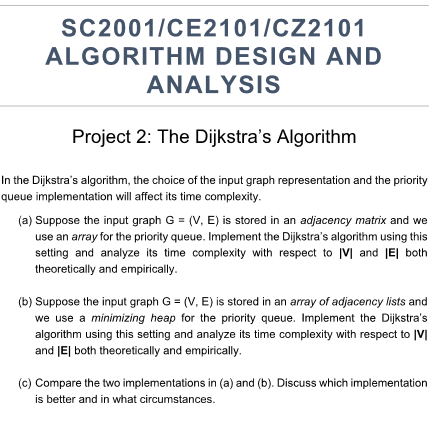 SC2001/CE2101/CZ2101
ALGORITHM DESIGN AND
ANALYSIS
Project 2: The Dijkstra's Algorithm
In the Dijkstra's algorithm, the choice of the input graph representation and the priority
queue implementation will affect its time complexity.
(a) Suppose the input graph G = (V, E) is stored in an adjacency matrix and we
use an array for the priority queue. Implement the Dijkstra's algorithm using this
setting and analyze its time complexity with respect to |V| and |E| both
theoretically and empirically.
(b) Suppose the input graph G = (V, E) is stored in an array of adjacency lists and
we use a minimizing heap for the priority queue. Implement the Dijkstra's
algorithm using this setting and analyze its time complexity with respect to |V|
and |E| both theoretically and empirically.
(c) Compare the two implementations in (a) and (b). Discuss which implementation
is better and in what circumstances.